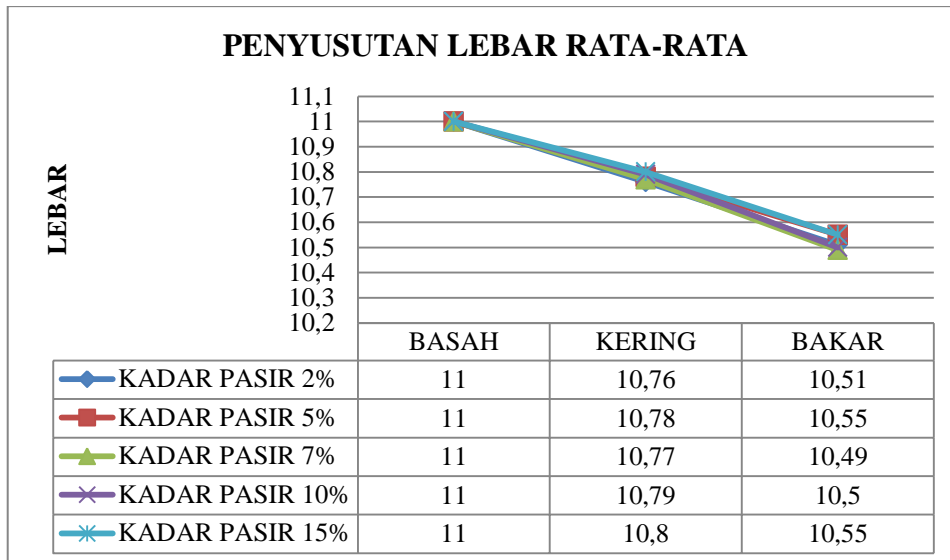 PENYUSUTAN LEBAR RATA-RATA
LEBAR
11,1
11
10,9
10,8
10,7
10,6
10,5
10,4
10,3
10,2
BASAH KERING BAKAR
KADAR PASIR 2% 11 10,76 10,51
KADAR PASIR 5% 11 10,78 10,55
KADAR PASIR 7% 11 10,77 10,49
KADAR PASIR 10% 11 10,79 10,5
KADAR PASIR 15% 11 10,8 10,55